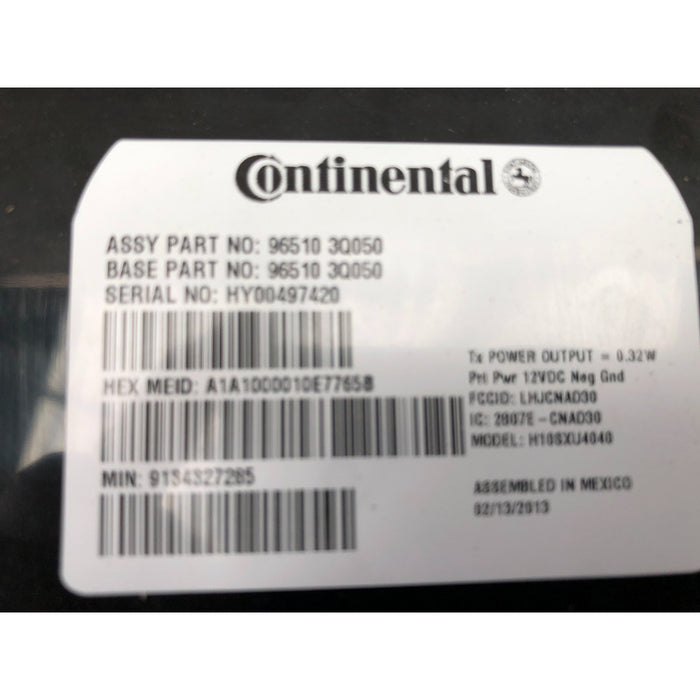 Continental
ASSY PART NO: 96510 3Q050
BASE PART NO: 96510 3Q050
SERIAL NO: HY00497420
HEX MEID: A1A1000010E7765B
MIN: 9134327285
Tx POWER OUTPUT = 0.32W
Pri Pwr 12VDC Neg Gnd
FCCID: LHJCNAD30
IC: 2807E-CNAD30
MODEL: H10SXU4040
ASSEMBLED IN MEXICO
02/13/2013